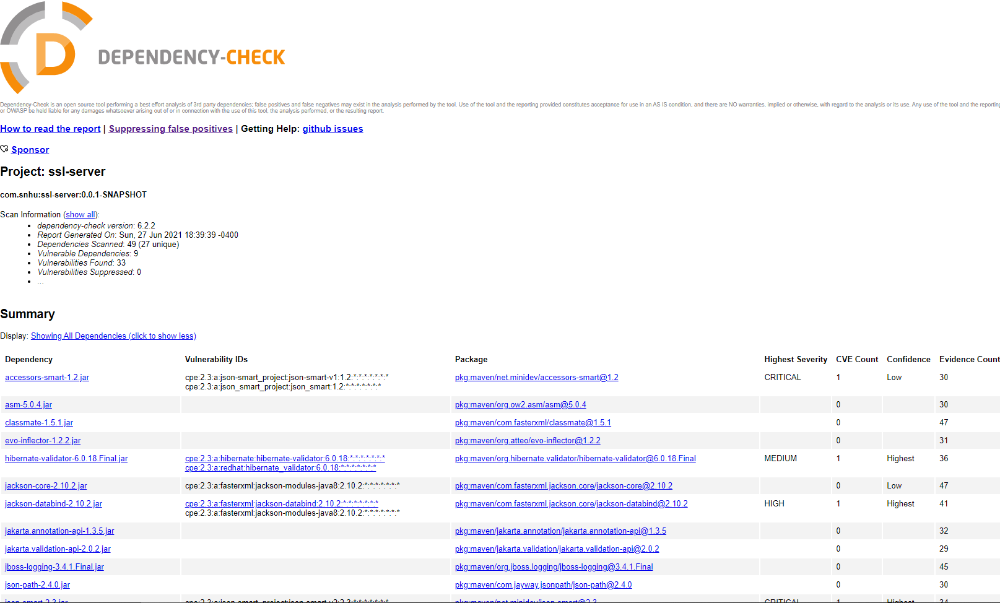 D DEPENDENCY-CHECK
Dependency-Check is an open source tool performing a best effort analysis of 3rd party dependencies; false positives and false negatives may exist in the analysis performed by the tool. Use of the tool and the reporting provided constitutes acceptance for use in an AS IS condition, and there are NO warranties, implied or otherwise, with regard to the analysis or its use. Any use of the tool and the reporting
or OWASP be held liable for any damages whatsoever arising out of or in connection with the use of this tool, the analysis performed, or the resulting report.
How to read the report | Suppressing false positives | Getting Help: github issues
Sponsor
Project: ssl-server
com.snhu:ssl-server:0.0.1-SNAPSHOT
Scan Information (show all):
• dependency-check version: 6.2.2
• Report Generated On: Sun, 27 Jun 2021 18:39:39 -0400
• Dependencies Scanned: 49 (27 unique)
• Vulnerable Dependencies: 9
• Vulnerabilities Found: 33
• Vulnerabilities Suppressed: 0
• ...
Summary
Display: Showing All Dependencies (click to show less)
Dependency Vulnerability IDs Package Highest Severity CVE Count Confidence Evidence Count
accessors-smart-1.2.jar cpe:2.3:a:json-smart_project:json-smart-v1:1.2:*:*:*:*:*:*:* pkg:maven/net.minidev/accessors-smart@1.2 CRITICAL 1 Low 30
cpe:2.3:a:json_smart_project:json_smart:1.2:*:*:*:*:*:*:*
asm-5.0.4.jar pkg:maven/org.ow2.asm/asm@5.0.4 0 30
classmate-1.5.1.jar pkg:maven/com.fasterxml/classmate@1.5.1 0 47
evo-inflector-1.2.2.jar pkg:maven/org.atteo/evo-inflector@1.2.2 0 31
hibernate-validator-6.0.18.Final.jar cpe:2.3:a:hibernate:hibernate-validator:6.0.18:*:*:*:*:*:*:* pkg:maven/org.hibernate.validator/hibernate-validator@6.0.18.Final MEDIUM 1 Highest 36
cpe:2.3:a:redhat:hibernate_validator:6.0.18:*:*:*:*:*:*:*
jackson-core-2.10.2.jar cpe:2.3:a:fasterxml:jackson-modules-java8:2.10.2:*:*:*:*:*:*:* pkg:maven/com.fasterxml.jackson.core/jackson-core@2.10.2 0 Low 47
jackson-databind-2.10.2.jar cpe:2.3:a:fasterxml:jackson-databind:2.10.2:*:*:*:*:*:*:* pkg:maven/com.fasterxml.jackson.core/jackson-databind@2.10.2 HIGH 1 Highest 41
cpe:2.3:a:fasterxml:jackson-modules-java8:2.10.2:*:*:*:*:*:*:*
jakarta.annotation-api-1.3.5.jar pkg:maven/jakarta.annotation/jakarta.annotation-api@1.3.5 0 32
jakarta.validation-api-2.0.2.jar pkg:maven/jakarta.validation/jakarta.validation-api@2.0.2 0 29
jboss-logging-3.4.1.Final.jar pkg:maven/org.jboss.logging/jboss-logging@3.4.1.Final 0 45
json-path-2.4.0.jar pkg:maven/com.jayway.jsonpath/json-path@2.4.0 0 30
json-smart-2.3.jar cpe:2.3:a:json-smart_project:json-smart-v2:2.3:*:*:*:*:*:*:* pkg:maven/net.minidev/json-smart@2.3 CRITICAL 1 Highest 34